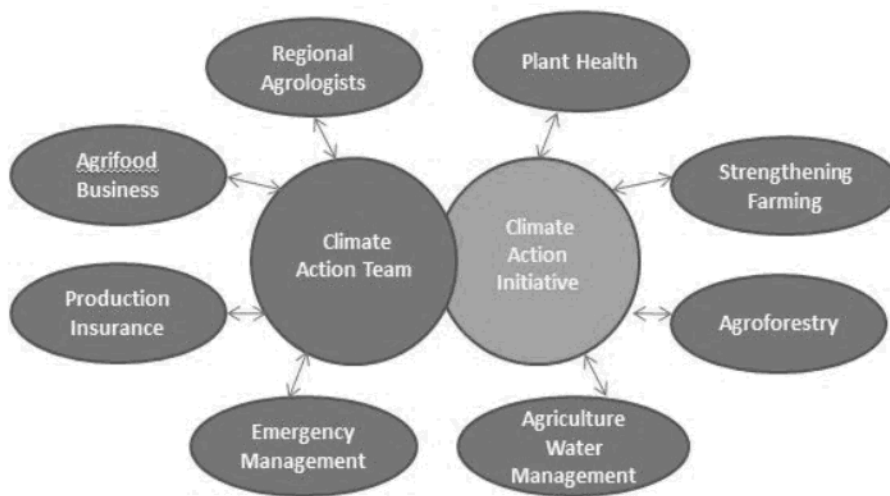 Regional
Agrologists
Plant Health
Agrifood
Business
Strengthening
Farming
Climate
Action Team
Climate
Action
Initiative
Production
Insurance
Agroforestry
Emergency
Management
Agriculture
Water
Management